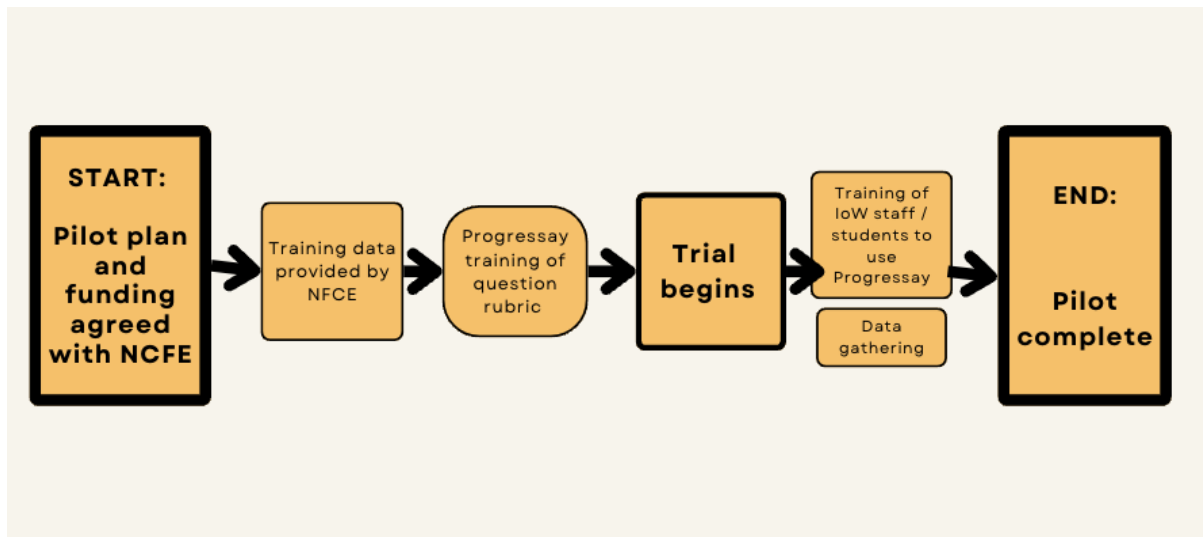 START:
Pilot plan
and
funding
agreed
with NCFE
Training data
provided by
NFCE
Progressay
training of
question
rubric
Trial
begins
Training of
IoW staff /
students to
use
Progressay
Data
gathering
END:
Pilot
complete